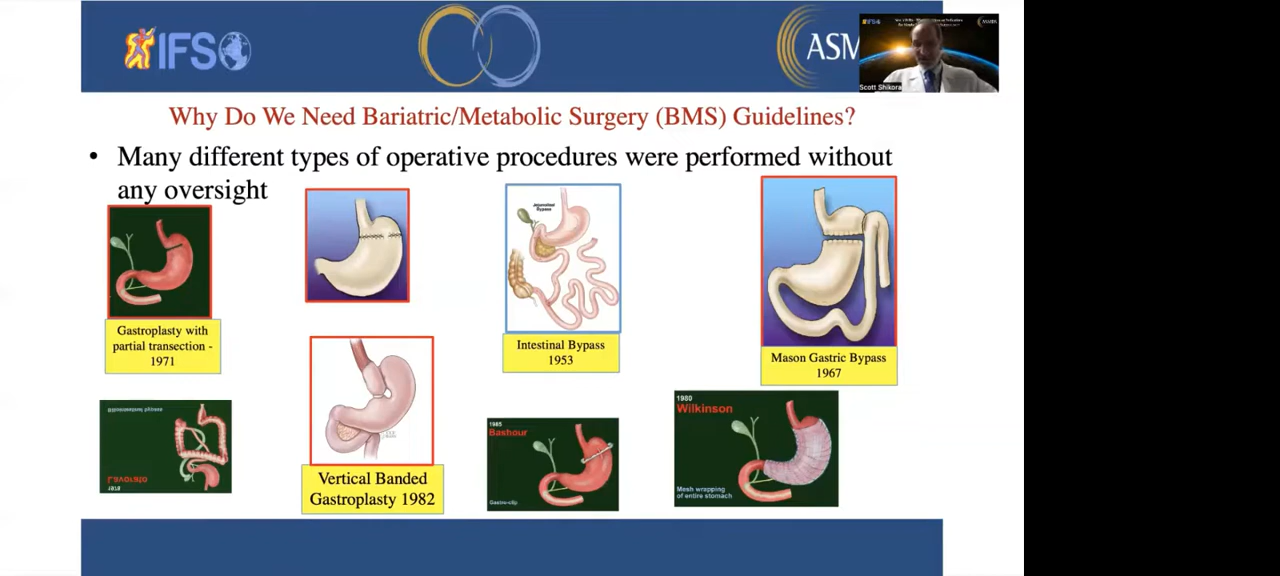 IFSO
ASM
Scott Shikora
Why Do We Need Bariatric/Metabolic Surgery (BMS) Guidelines?
• Many different types of operative procedures were performed without
any oversight
Gastroplasty with
partial transection -
1971
Jejunoileal
Bypass
Intestinal Bypass
1953
Mason Gastric Bypass
1967
Vertical Banded
Gastroplasty 1982
1985
Bashour
Gastro-clip
1980
Wilkinson
Mesh wrapping
of entire stomach